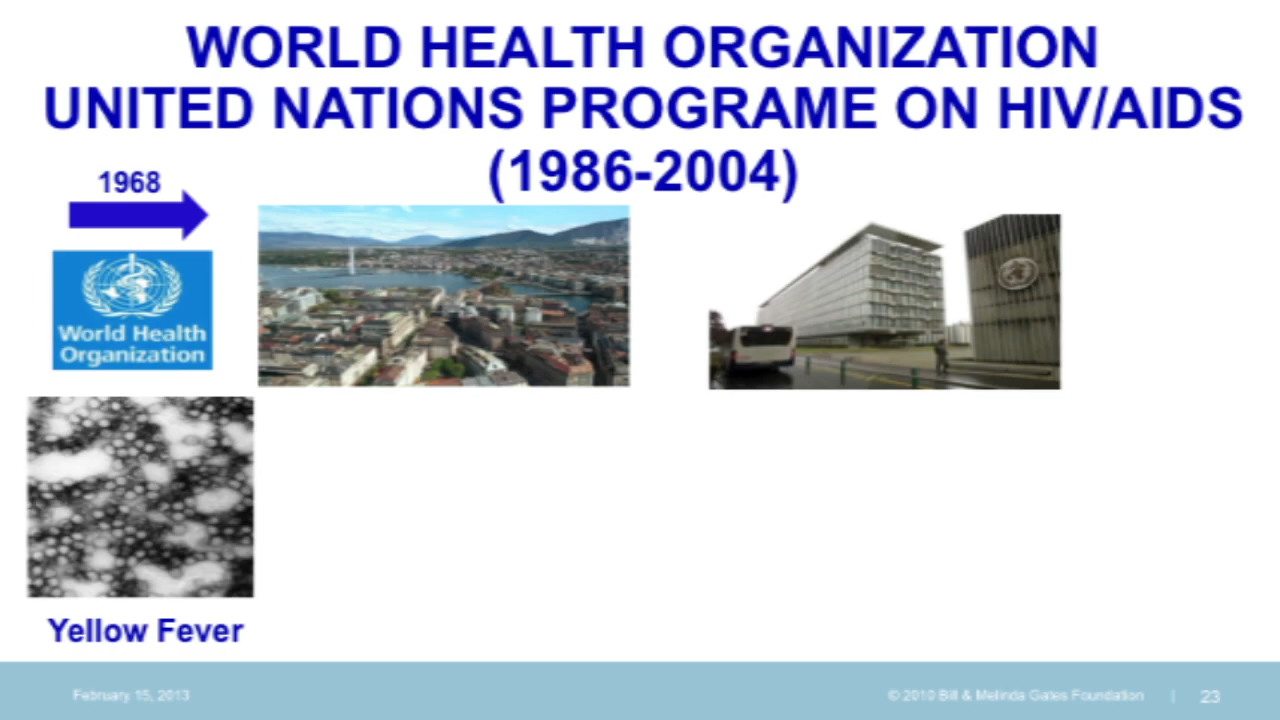 WORLD HEALTH ORGANIZATION
UNITED NATIONS PROGRAME ON HIV/AIDS
(1986-2004)
1968
World Health
Organization
Yellow Fever
February 15, 2013
© 2010 Bill & Melinda Gates Foundation | 23